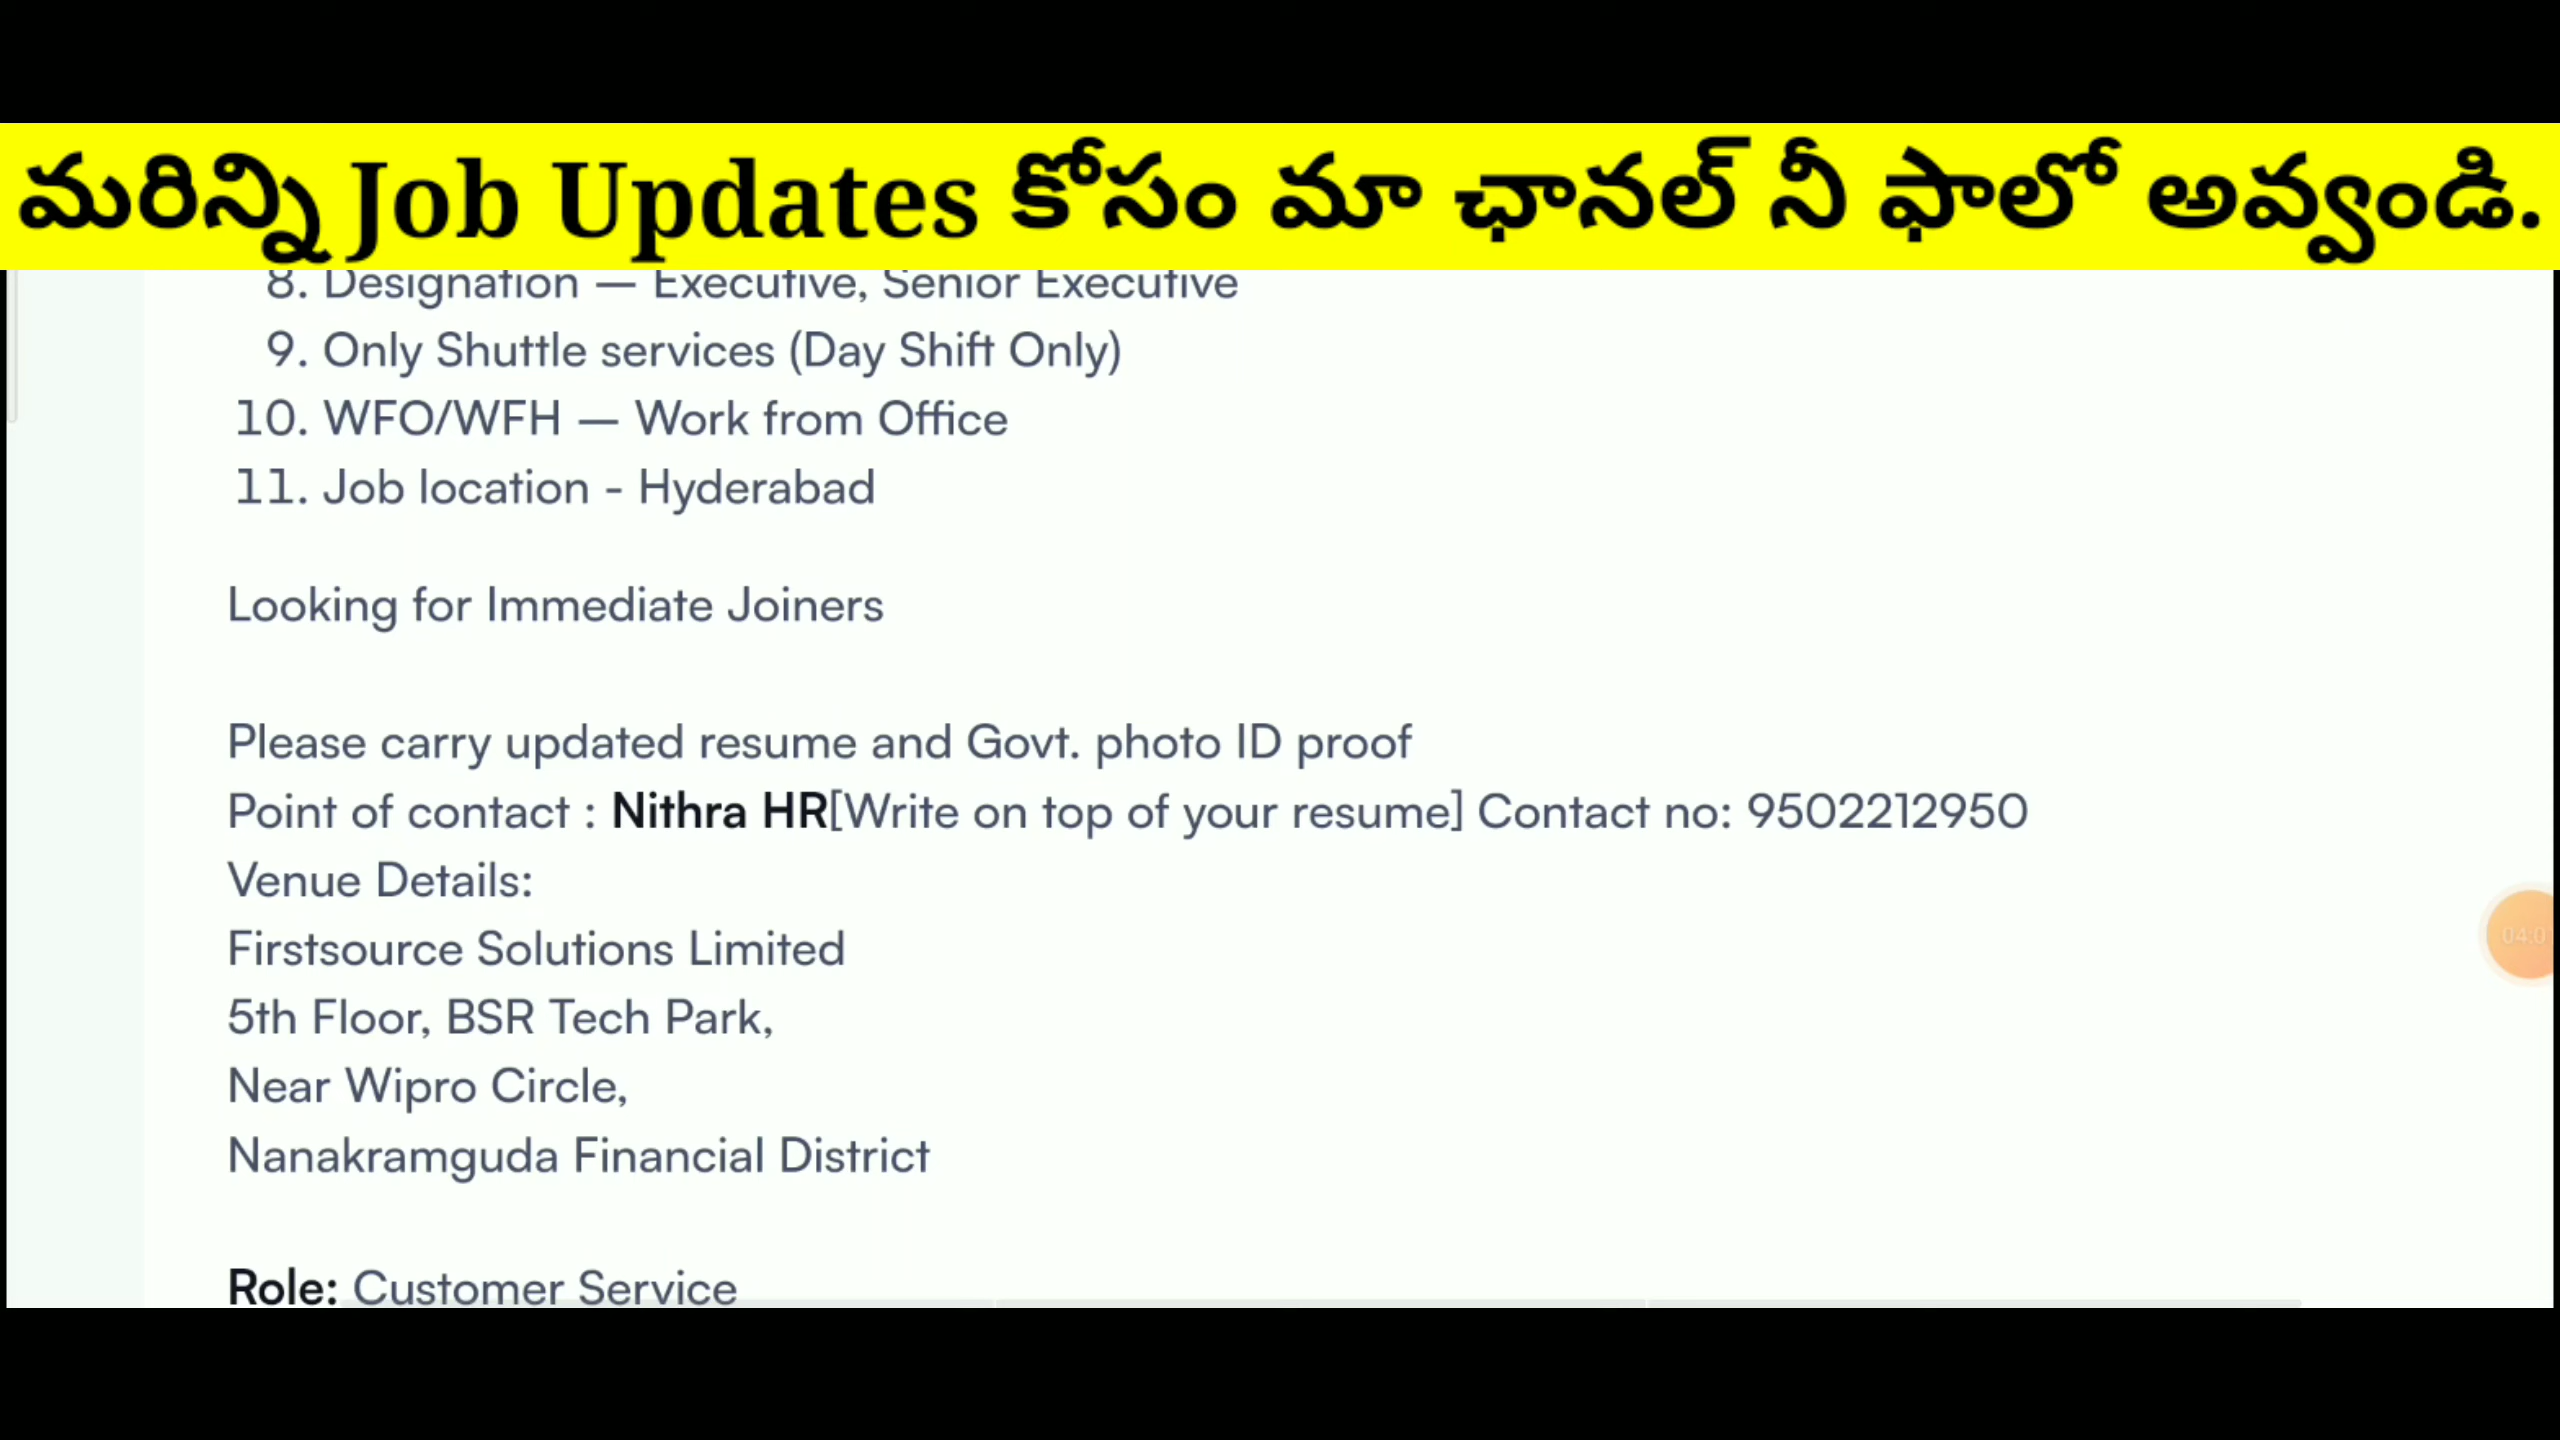 మరిన్ని Job Updates కోసం మా ఛానల్ నీ ఫాలో అవ్వండి.
8. Designation — Executive, Senior Executive
9. Only Shuttle services (Day Shift Only)
10. WFO/WFH — Work from Office
11. Job location - Hyderabad
Looking for Immediate Joiners
Please carry updated resume and Govt. photo ID proof
Point of contact : Nithra HR[Write on top of your resume] Contact no: 9502212950
Venue Details:
Firstsource Solutions Limited
5th Floor, BSR Tech Park,
Near Wipro Circle,
Nanakramguda Financial District
Role: Customer Service